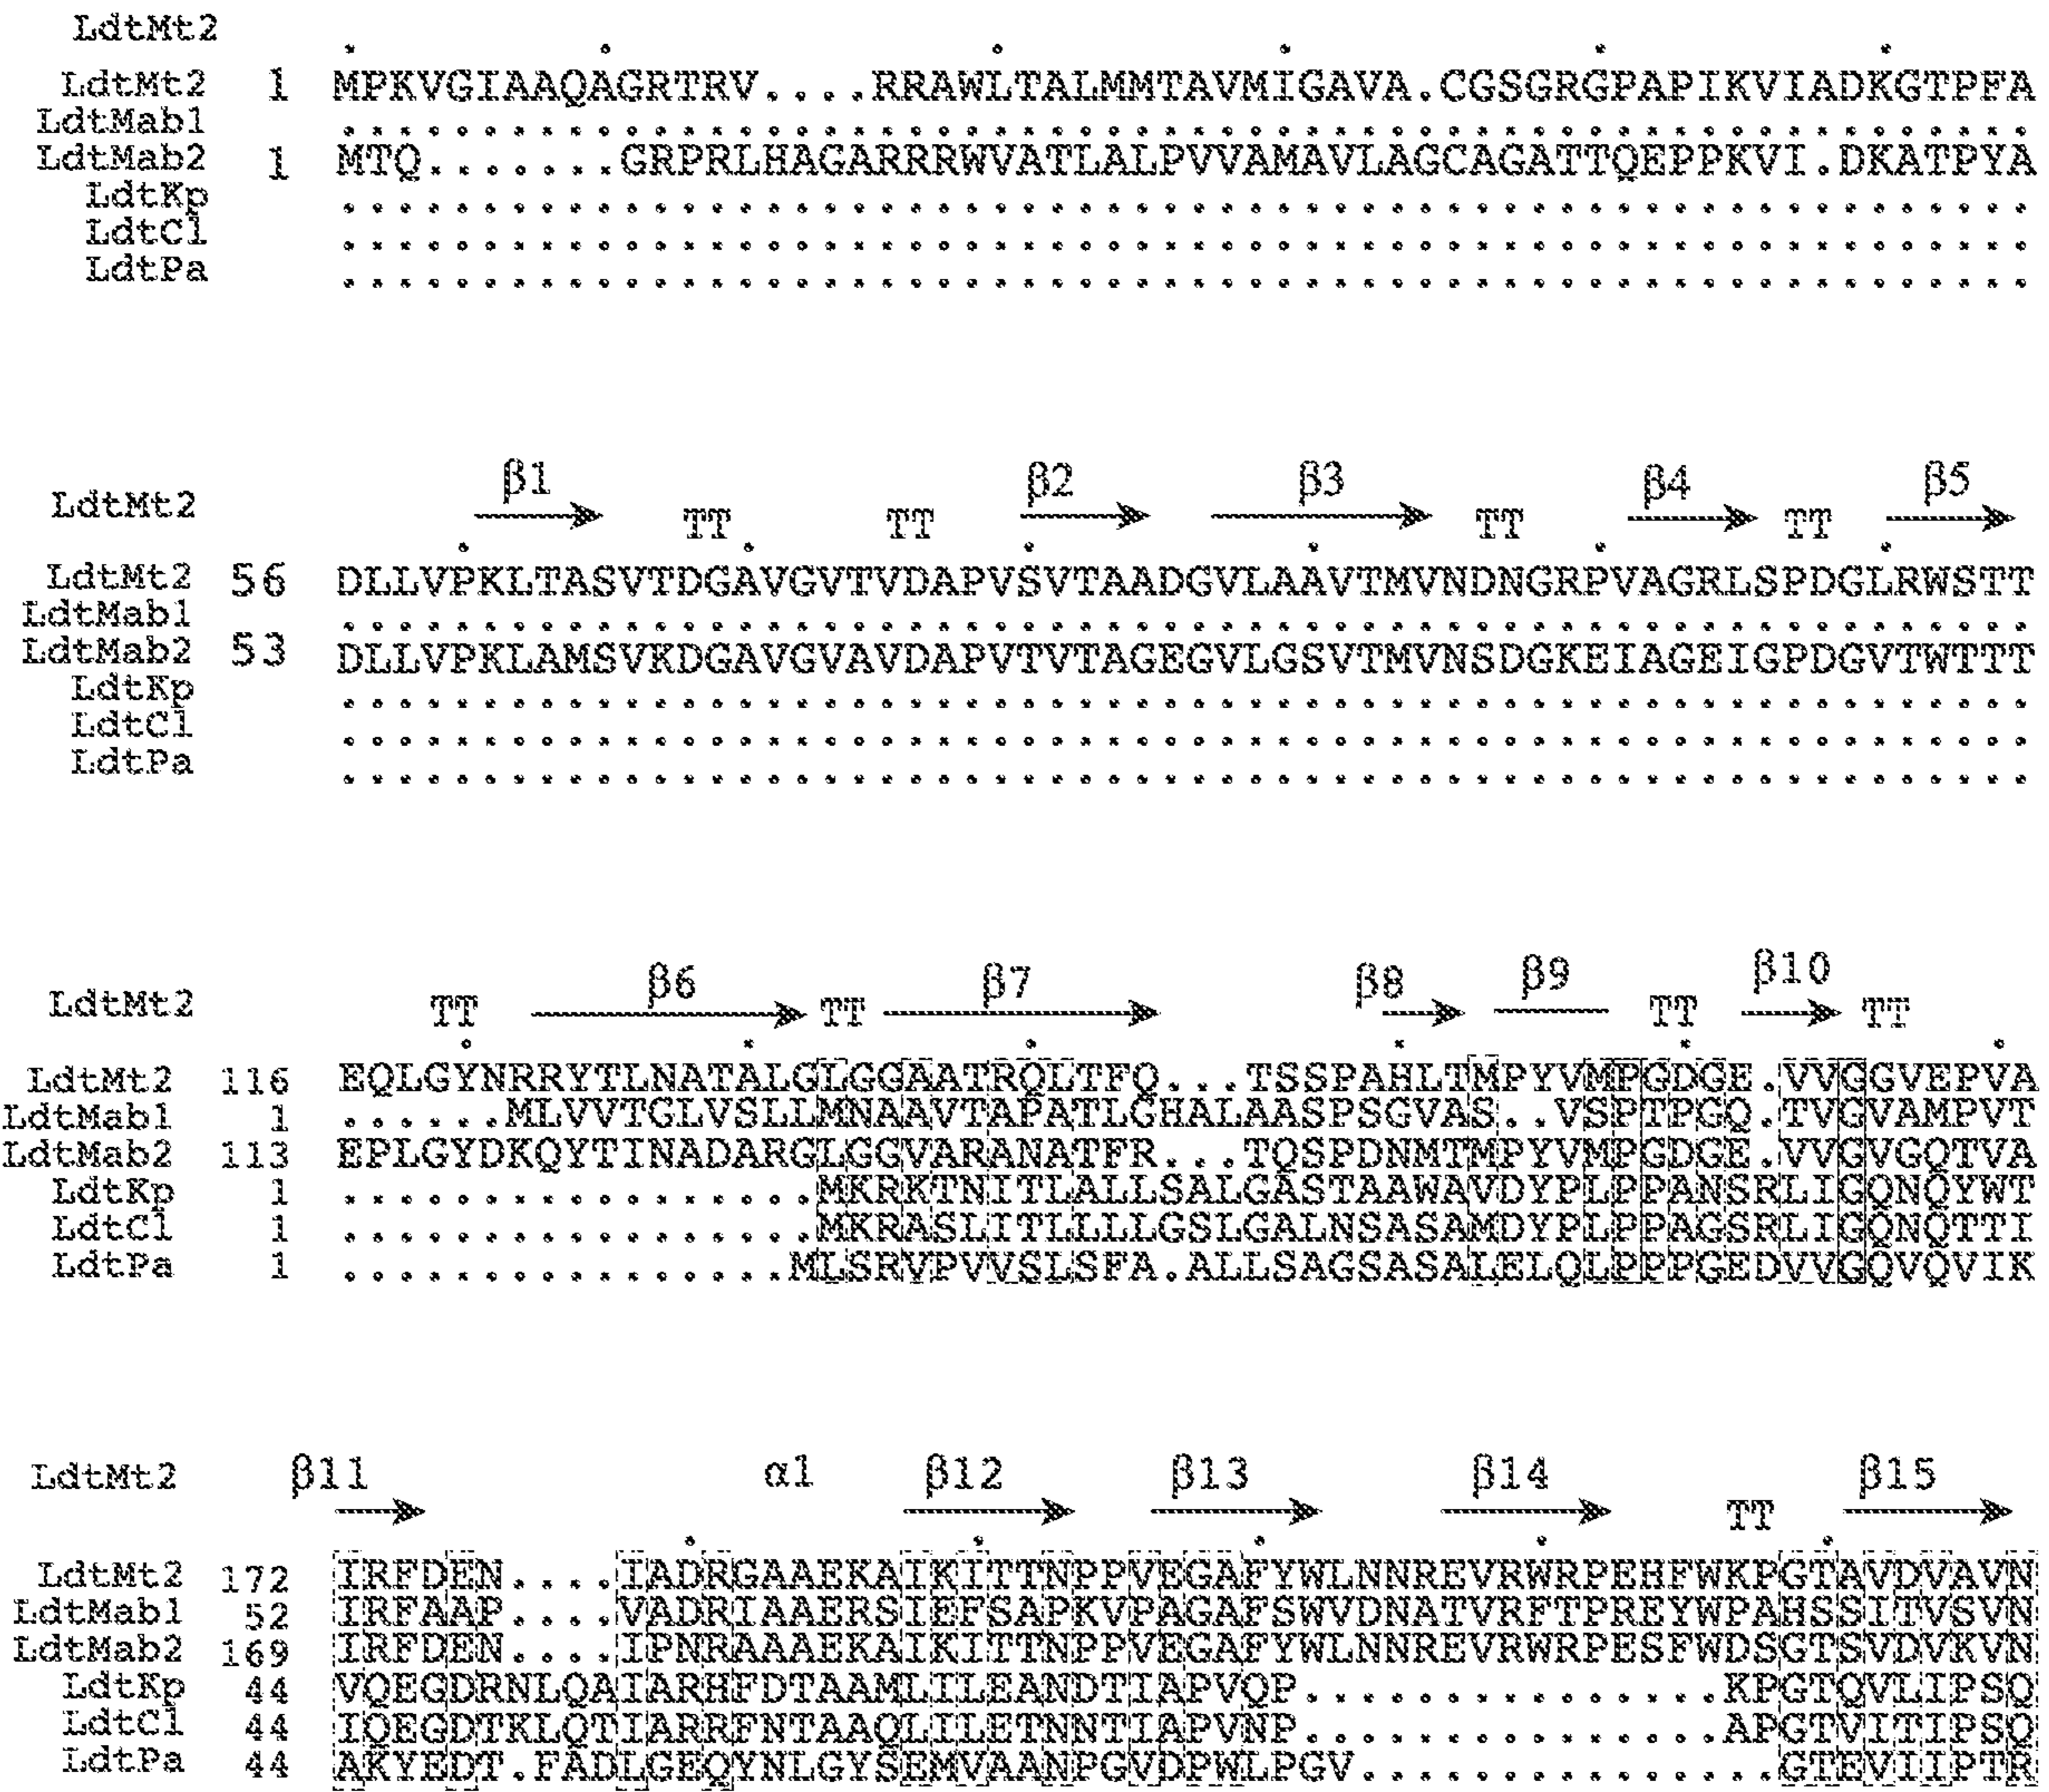 LdtMt2
LdtMt2 1 MPKVGIAAQAGRTRV....RRAWLTALMMTAVMIGAVA.CGSGRGPAPIKVIADKGTPFA
LdtMab1 ............................................................
LdtMab2 1 MTQ.......GRPRLHAGARRRWVATLALPVVAMAVLAGCAGATTQEPPKVI.DKATPYA
LdtKp ............................................................
LdtCl ............................................................
LdtPa ............................................................
β1 β2 β3 β4 β5
LdtMt2 TT TT TT TT
LdtMt2 56 DLLVPKLTASVTDGAVGVTVDAPVSVTAADGVLAAVTMVNDNGRPVAGRLSPDGLRWSTT
LdtMab1 ............................................................
LdtMab2 53 DLLVPKLAMSVKDGAVGVAVDAPVTVTAGEGVLGSVTMVNSDGKEIAGEIGPDGVTWTTT
LdtKp ............................................................
LdtCl ............................................................
LdtPa ............................................................
β6 β7 β8 β9 β10
LdtMt2 TT TT TT TT
LdtMt2 116 EQLGYNRRYTLNATALGLGGAATRQLTFQ...TSSPAHLTMPYVMPGDGE.VVGGVEPVA
LdtMab1 1 ......MLVVTGLVSLLMNAAVTAPATLGHALAASPSGVAS..VSPTPGQ.TVGVAMPVT
LdtMab2 113 EPLGYDKQYTINADARGLGGVARANATFR...TQSPDNMTMPYVMPGDGE.VVGVGQTVA
LdtKp 1 .................MKRKTNITLALLSALGASTAAWAVDYPLPPANSRLIGQNQYWT
LdtCl 1 .................MKRASLITLLLLGSLGALNSASAMDYPLPPAGSRLIGQNQTTI
LdtPa 1 ................MLSRVPVVSLSFA.ALLSAGSASALELQLPPPGEDVVGQVQVIK
LdtMt2 β11 α1 β12 β13 β14 β15
TT
LdtMt2 172 IRFDEN....IADRGAAEKAIKITTNPPVEGAFYWLNNREVRWRPEHFWKPGTAVDVAVN
LdtMab1 52 IRFAAP....VADRIAAERSIEFSAPKVPAGAFSWVDNATVRFTPREYWPAHSSITVSVN
LdtMab2 169 IRFDEN....IPNRAAAEKAIKITTNPPVEGAFYWLNNREVRWRPESFWDSGTSVDVKVN
LdtKp 44 VQEGDRNLQAIARHFDTAAMLILEANDTIAPVQP...............KPGTQVLIPSQ
LdtCl 44 IQEGDTKLQTIARRFNTAAQLILETNNTIAPVNP...............APGTVITIPSQ
LdtPa 44 AKYEDT.FADLGEQYNLGYSEMVAANPGVDPWLPGV...............GTEVIIPTR